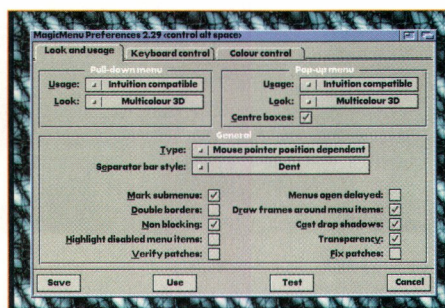 MagicMenu Preferences 2.29 <control alt space>
Look and usage Keyboard control Colour control
Pull-down menu Pop-up menu
Usage: Intuition compatible Usage: Intuition compatible
Look: Multicolour 3D Look: Multicolour 3D
Centre boxes:
General
Type: Mouse pointer position dependent
Separator bar style: Dent
Mark submenus: Menus open delayed:
Double borders: Draw frames around menu items:
Non blocking: Cast drop shadows:
Highlight disabled menu items: Transparency:
Verify patches: Fix patches:
Save Use Test Cancel